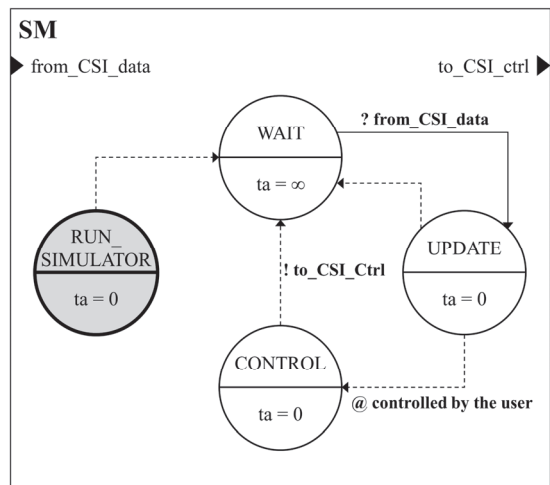 SM
from_CSI_data
to_CSI_ctrl
WAIT
? from_CSI_data
ta = ∞
RUN_
SIMULATOR
UPDATE
! to_CSI_Ctrl
ta = 0
ta = 0
CONTROL
@ controlled by the user
ta = 0